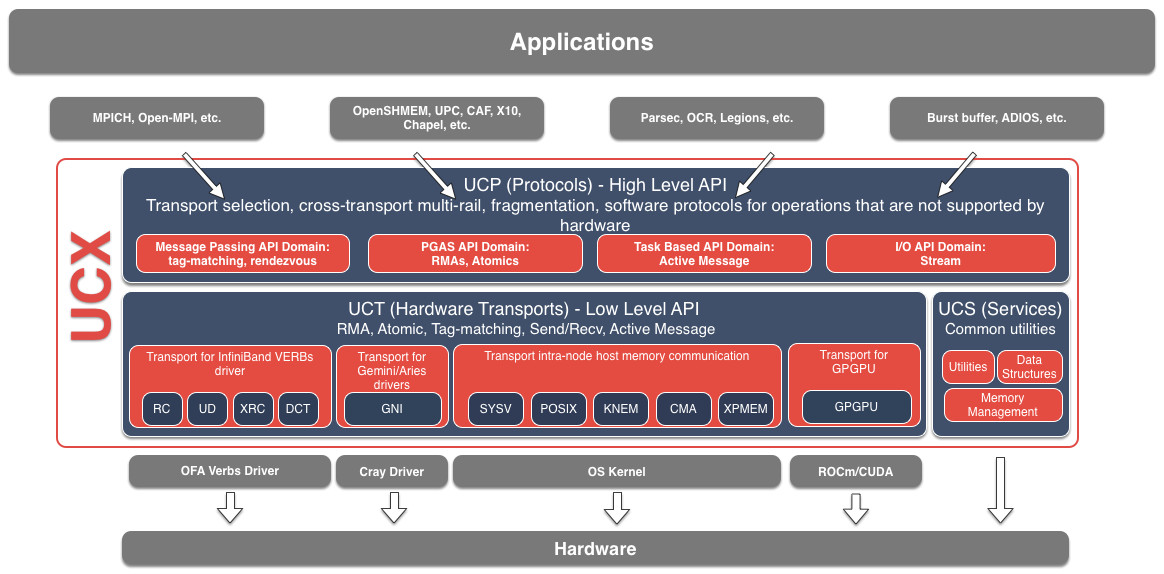 Applications
MPICH, Open-MPI, etc.
OpenSHMEM, UPC, CAF, X10,
Chapel, etc.
Parsec, OCR, Legions, etc.
Burst buffer, ADIOS, etc.
UCX
UCP (Protocols) - High Level API
Transport selection, cross-transport multi-rail, fragmentation, software protocols for operations that are not supported by
hardware
Message Passing API Domain:
tag-matching, rendezvous
PGAS API Domain:
RMAs, Atomics
Task Based API Domain:
Active Message
I/O API Domain:
Stream
UCT (Hardware Transports) - Low Level API
RMA, Atomic, Tag-matching, Send/Recv, Active Message
Transport for InfiniBand VERBs
driver
RC
UD
XRC
DCT
Transport for
Gemini/Aries
drivers
GNI
Transport intra-node host memory communication
SYSV
POSIX
KNEM
CMA
XPMEM
Transport for
GPGPU
GPGPU
UCS (Services)
Common utilities
Utilities
Data
Structures
Memory
Management
OFA Verbs Driver
Cray Driver
OS Kernel
ROCm/CUDA
Hardware